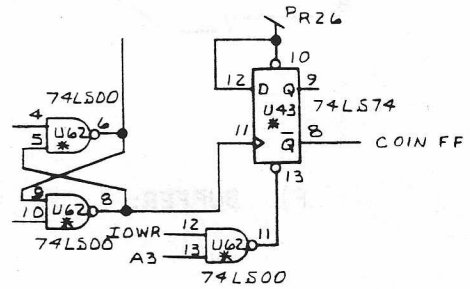 PR26
10
12 D Q 9
74LS00
U43
*
74LS74
4 6
5
U62
*
11
Q 8 COIN FF
13
9
10
U62
*
8
74LS00
IOWR 12
A3 13
U62
*
11
74LS00